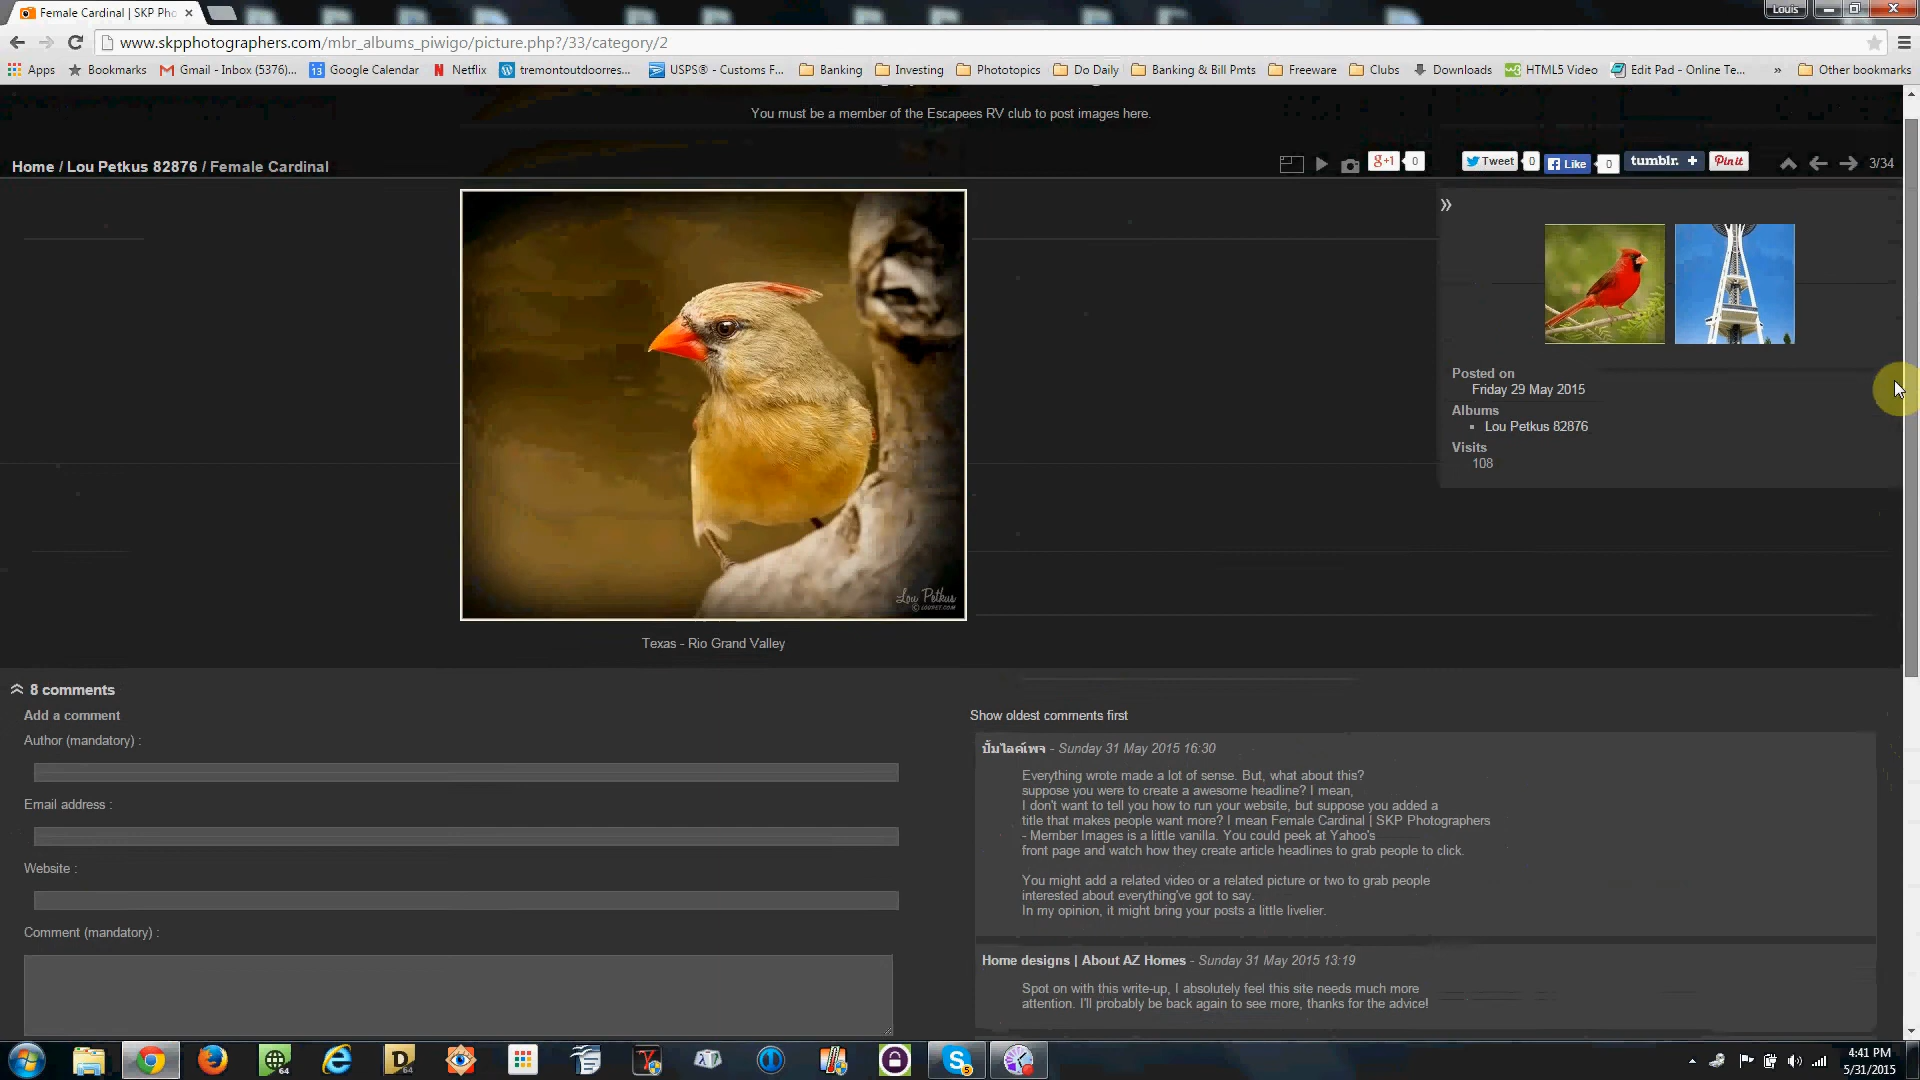 Female Cardinal | SKP Pho
Louis
www.skpphotographers.com/mbr_albums_piwigo/picture.php?/33/category/2
Apps Bookmarks Gmail - Inbox (5376)... 13 Google Calendar Netflix tremontoutdoorres... USPS® - Customs F... Banking Investing Phototopics Do Daily Banking & Bill Pmts Freeware Clubs Downloads HTML5 Video Edit Pad - Online Te... » Other bookmarks
You must be a member of the Escapees RV club to post images here.
Home / Lou Petkus 82876 / Female Cardinal
g+1 0 Tweet 0 Like 0 tumblr. + Pin it 3/34
»
Posted on
Friday 29 May 2015
Albums
Lou Petkus 82876
Visits
108
Lou Petkus
© LOUPET.COM
Texas - Rio Grand Valley
8 comments
Add a comment
Author (mandatory) :
Email address :
Website :
Comment (mandatory) :
Show oldest comments first
ปั้มไลค์เพจ - Sunday 31 May 2015 16:30
Everything wrote made a lot of sense. But, what about this?
suppose you were to create a awesome headline? I mean,
I don't want to tell you how to run your website, but suppose you added a
title that makes people want more? I mean Female Cardinal | SKP Photographers
- Member Images is a little vanilla. You could peek at Yahoo's
front page and watch how they create article headlines to grab people to click.
You might add a related video or a related picture or two to grab people
interested about everything've got to say.
In my opinion, it might bring your posts a little livelier.
Home designs | About AZ Homes - Sunday 31 May 2015 13:19
Spot on with this write-up, I absolutely feel this site needs much more
attention. I'll probably be back again to see more, thanks for the advice!
4:41 PM
5/31/2015